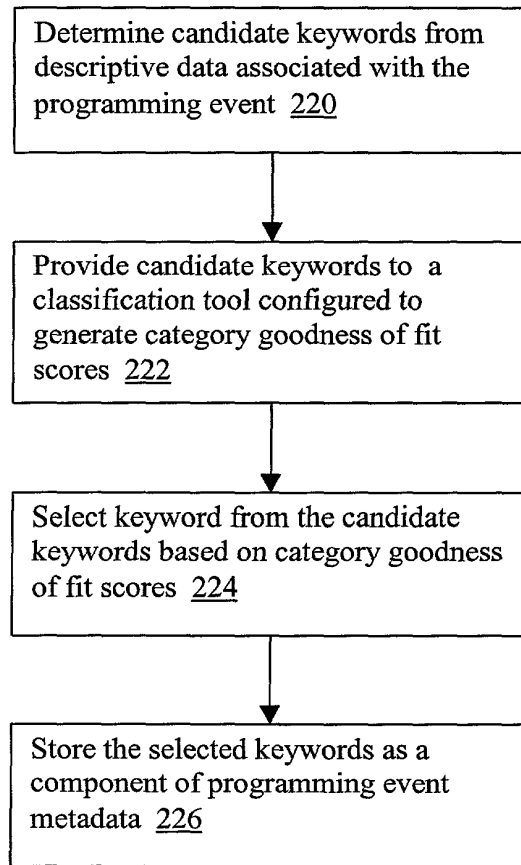 Determine candidate keywords from
descriptive data associated with the
programming event 220
Provide candidate keywords to a
classification tool configured to
generate category goodness of fit
scores 222
Select keyword from the candidate
keywords based on category goodness
of fit scores 224
Store the selected keywords as a
component of programming event
metadata 226